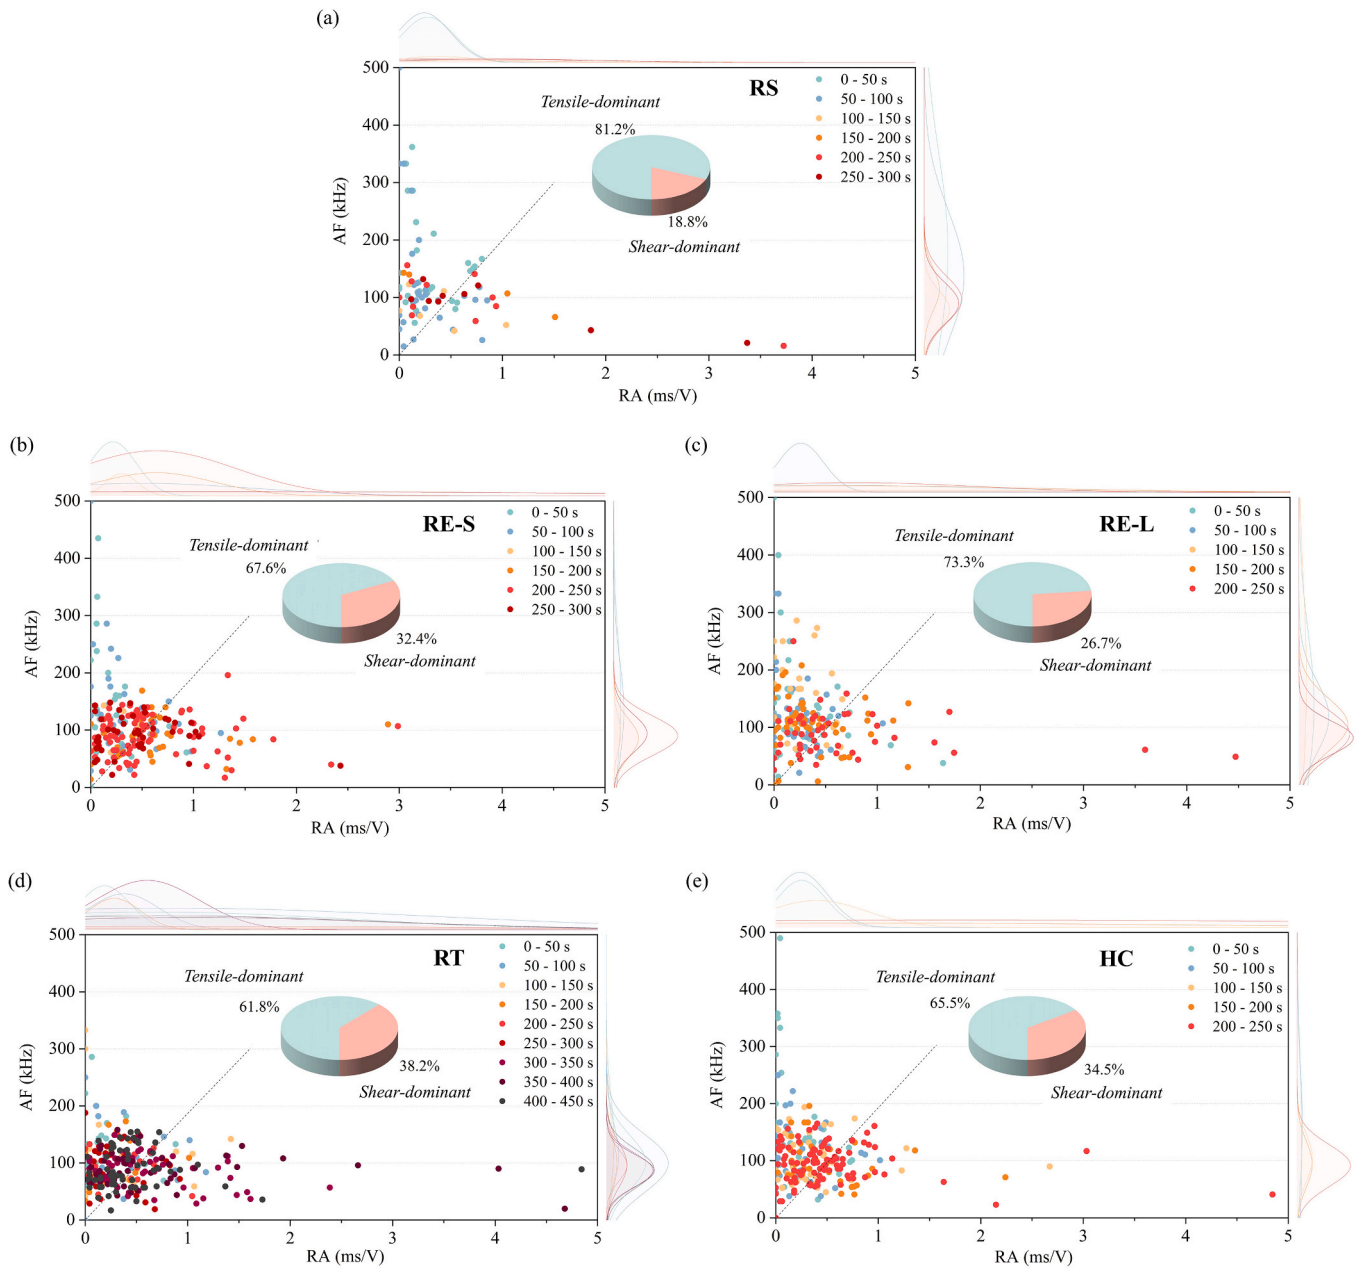 (a)
RS
Tensile-dominant
81.2%
18.8%
Shear-dominant
0 - 50 s
50 - 100 s
100 - 150 s
150 - 200 s
200 - 250 s
250 - 300 s
500
400
300
200
100
0
AF (kHz)
0 1 2 3 4 5
RA (ms/V)
(b)
RE-S
Tensile-dominant
67.6%
32.4%
Shear-dominant
0 - 50 s
50 - 100 s
100 - 150 s
150 - 200 s
200 - 250 s
250 - 300 s
500
400
300
200
100
0
AF (kHz)
0 1 2 3 4 5
RA (ms/V)
(c)
RE-L
Tensile-dominant
73.3%
26.7%
Shear-dominant
0 - 50 s
50 - 100 s
100 - 150 s
150 - 200 s
200 - 250 s
500
400
300
200
100
0
AF (kHz)
0 1 2 3 4 5
RA (ms/V)
(d)
RT
Tensile-dominant
61.8%
38.2%
Shear-dominant
0 - 50 s
50 - 100 s
100 - 150 s
150 - 200 s
200 - 250 s
250 - 300 s
300 - 350 s
350 - 400 s
400 - 450 s
500
400
300
200
100
0
AF (kHz)
0 1 2 3 4 5
RA (ms/V)
(e)
HC
Tensile-dominant
65.5%
34.5%
Shear-dominant
0 - 50 s
50 - 100 s
100 - 150 s
150 - 200 s
200 - 250 s
500
400
300
200
100
0
AF (kHz)
0 1 2 3 4 5
RA (ms/V)